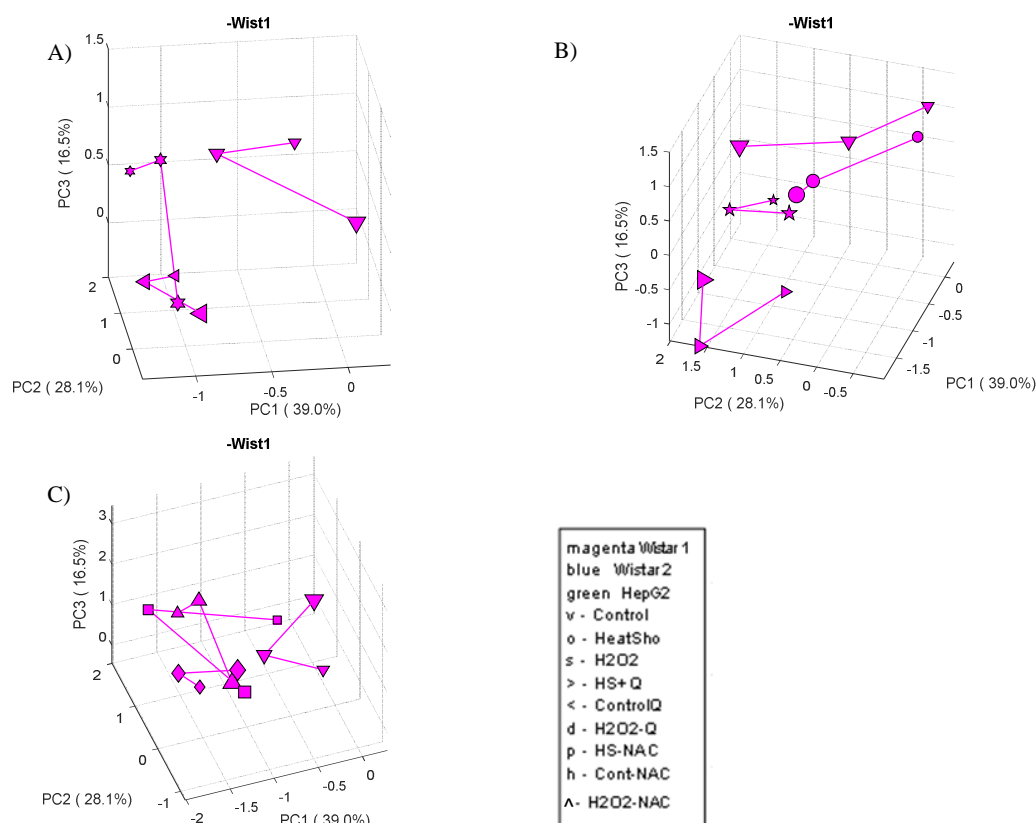 -Wist1
A)
1.5
1
0.5
0
2
1
0
-1
-0.5
0
PC3 ( 16.5%)
PC2 ( 28.1%)
PC1 ( 39.0%)
-Wist1
B)
1.5
1
0.5
0
-0.5
-1
2
1.5
1
0.5
0
-0.5
0
-0.5
-1
-1.5
PC3 ( 16.5%)
PC2 ( 28.1%)
PC1 ( 39.0%)
-Wist1
C)
3
2
1
0
2
1
0
-1
-2
-1.5
-1
-0.5
0
PC3 ( 16.5%)
PC2 ( 28.1%)
PC1 ( 39.0%)
magenta Wistar 1
blue Wistar2
green HepG2
v - Control
o - HeatSho
s - H2O2
> - HS+Q
< - ControlQ
d - H2O2-Q
p - HS-NAC
h - Cont-NAC
ʌ- H2O2-NAC